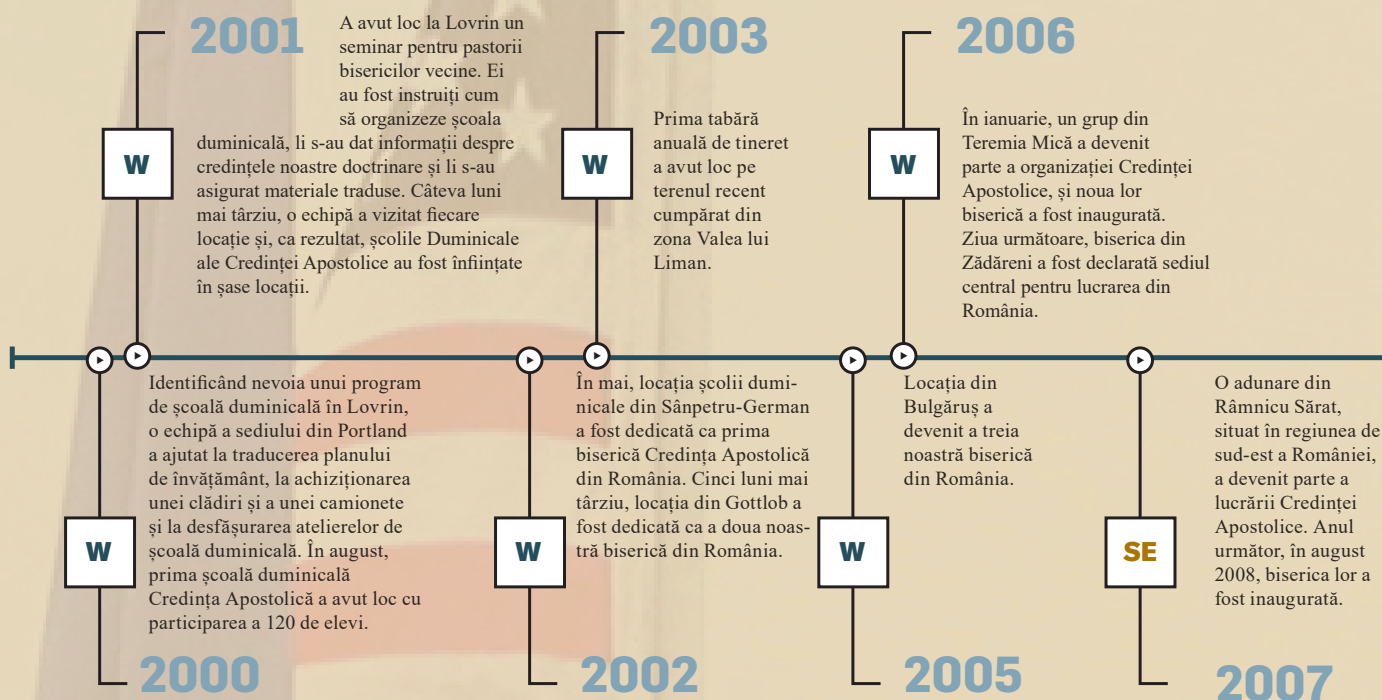 2001
A avut loc la Lovrin un
seminar pentru pastorii
bisericilor vecine. Ei
au fost instruiți cum
să organizeze școala
duminicală, li s-au dat informații despre
credințele noastre doctrinare și li s-au
asigurat materiale traduse. Câteva luni
mai târziu, o echipă a vizitat fiecare
locație și, ca rezultat, școlile Duminicale
ale Credinței Apostolice au fost înființate
în șase locații.
W
2003
Prima tabără
anuală de tineret
a avut loc pe
terenul recent
cumpărat din
zona Valea lui
Liman.
W
2006
În ianuarie, un grup din
Teremia Mică a devenit
parte a organizației Credinței
Apostolice, și noua lor
biserică a fost inaugurată.
Ziua următoare, biserica din
Zădăreni a fost declarată sediul
central pentru lucrarea din
România.
W
Identificând nevoia unui program
de școală duminicală în Lovrin,
o echipă a sediului din Portland
a ajutat la traducerea planului
de învățământ, la achiziționarea
unei clădiri și a unei camionete
și la desfășurarea atelierelor de
școală duminicală. În august,
prima școală duminicală
Credința Apostolică a avut loc cu
participarea a 120 de elevi.
W
2000
În mai, locația școlii dumi-
nicale din Sânpetru-German
a fost dedicată ca prima
biserică Credința Apostolică
din România. Cinci luni mai
târziu, locația din Gottlob a
fost dedicată ca a doua noas-
tră biserică din România.
W
2002
Locația din
Bulgăruș a
devenit a treia
noastră biserică
din România.
W
2005
O adunare din
Râmnicu Sărat,
situat în regiunea de
sud-est a României,
a devenit parte a
lucrării Credinței
Apostolice. Anul
următor, în august
2008, biserica lor a
fost inaugurată.
SE
2007